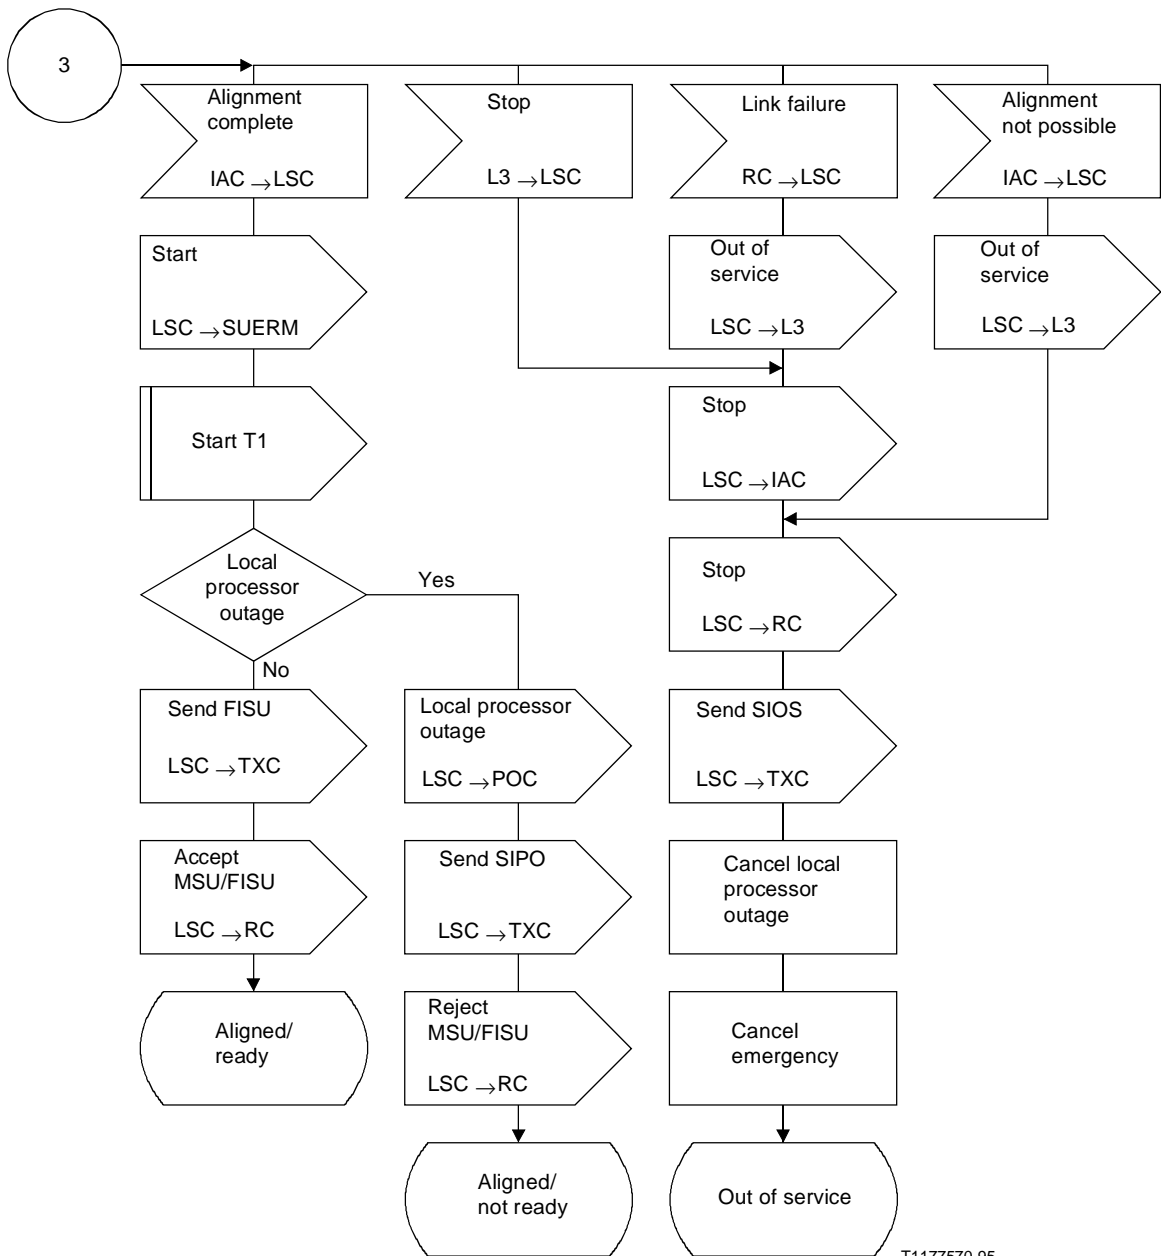 3
Alignment
complete
IAC → LSC
Stop
L3 → LSC
Link failure
RC → LSC
Alignment
not possible
IAC → LSC
Start
LSC → SUERM
Out of
service
LSC → L3
Out of
service
LSC → L3
Start T1
Stop
LSC → IAC
Local
processor
outage
Yes
No
Stop
LSC → RC
Send FISU
LSC → TXC
Local processor
outage
LSC → POC
Send SIOS
LSC → TXC
Accept
MSU/FISU
LSC → RC
Send SIPO
LSC → TXC
Cancel local
processor
outage
Aligned/
ready
Reject
MSU/FISU
LSC → RC
Cancel
emergency
Aligned/
not ready
Out of service
T1177570-95